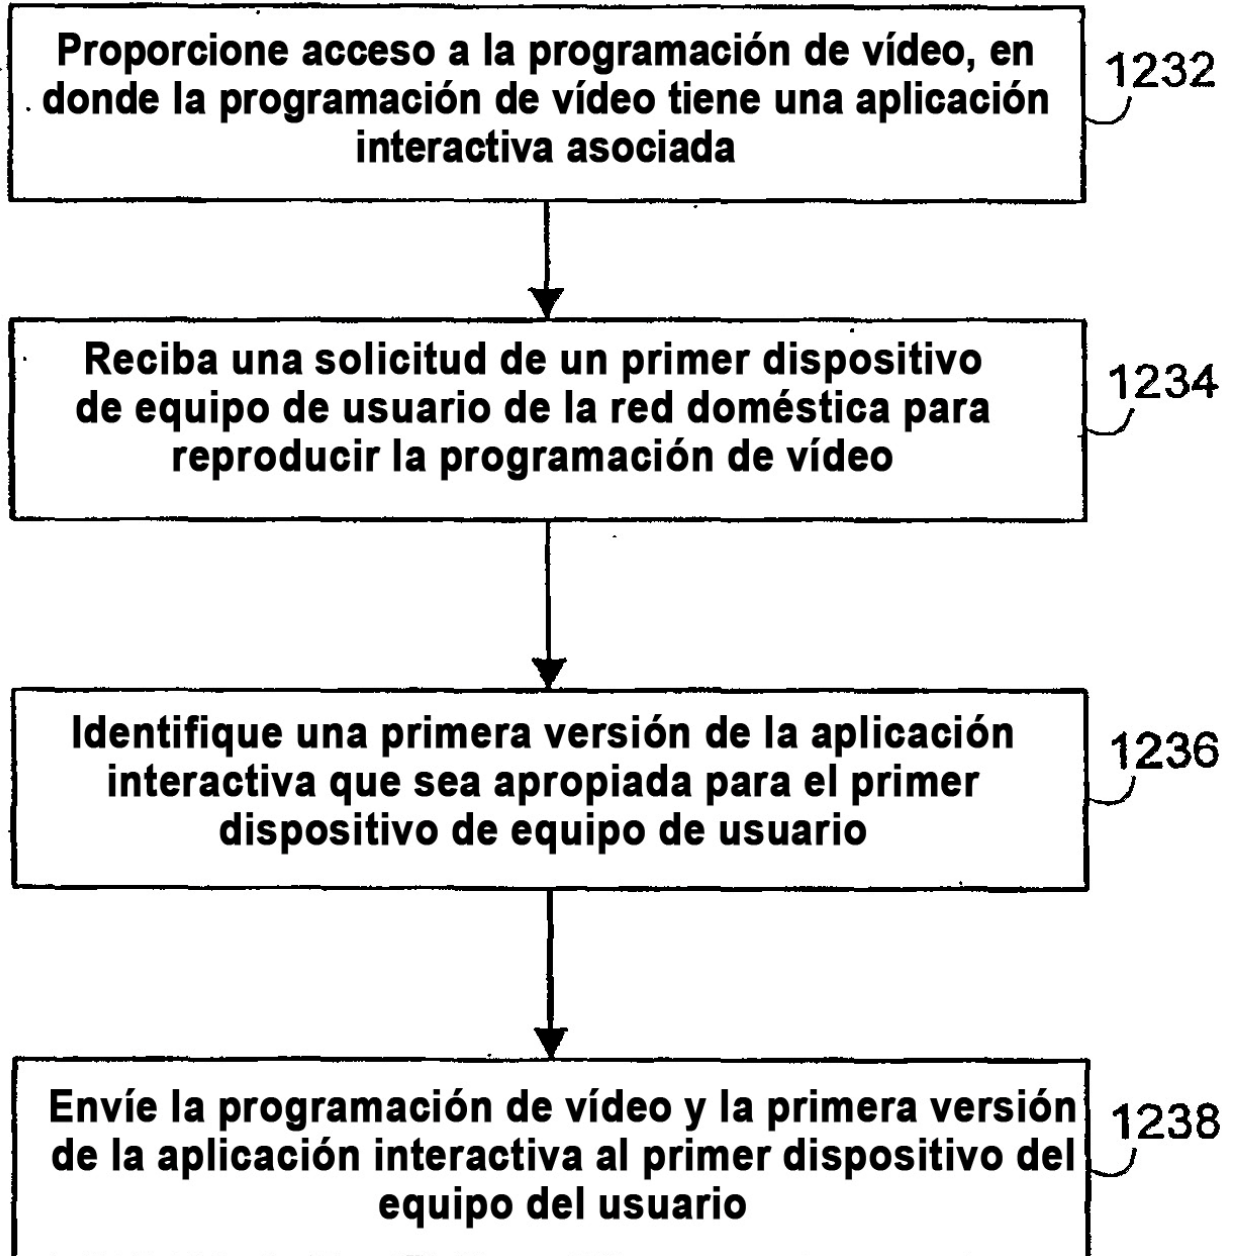 Proporcione acceso a la programación de vídeo, en
donde la programación de vídeo tiene una aplicación
interactiva asociada
1232
Reciba una solicitud de un primer dispositivo
de equipo de usuario de la red doméstica para
reproducir la programación de vídeo
1234
Identifique una primera versión de la aplicación
interactiva que sea apropiada para el primer
dispositivo de equipo de usuario
1236
Envíe la programación de vídeo y la primera versión
de la aplicación interactiva al primer dispositivo del
equipo del usuario
1238